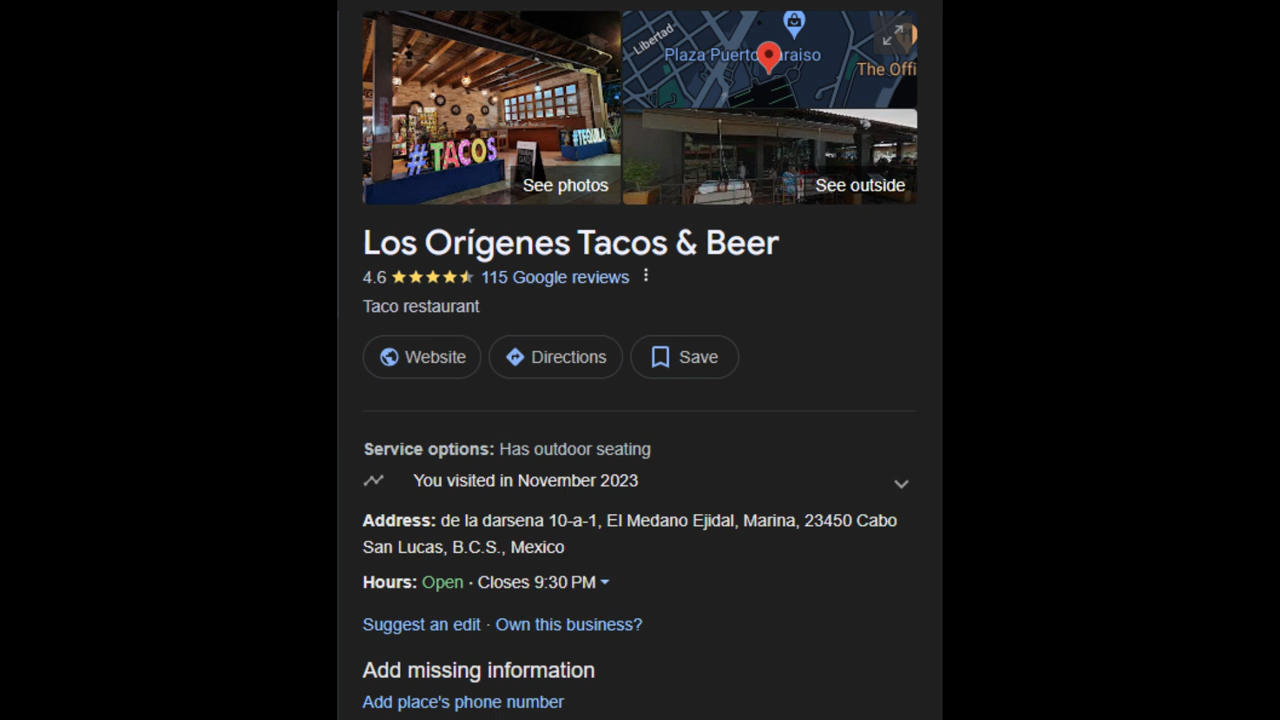 Libertad
Plaza Puerto Paraiso
The Offi
#TACOS
#TEQUILA
See photos
See outside
Los Orígenes Tacos & Beer
4.6 115 Google reviews
Taco restaurant
Website Directions Save
Service options: Has outdoor seating
You visited in November 2023
Address: de la darsena 10-a-1, El Medano Ejidal, Marina, 23450 Cabo
San Lucas, B.C.S., Mexico
Hours: Open · Closes 9:30 PM
Suggest an edit · Own this business?
Add missing information
Add place's phone number